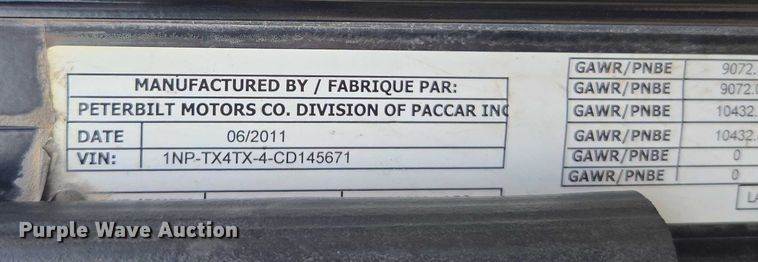 MANUFACTURED BY / FABRIQUE PAR:
PETERBILT MOTORS CO. DIVISION OF PACCAR INC
DATE 06/2011
VIN: 1NP-TX4TX-4-CD145671
GAWR/PNBE 9072.
GAWR/PNBE 9072.
GAWR/PNBE 10432.
GAWR/PNBE 10432.
GAWR/PNBE 0
GAWR/PNBE 0
Purple Wave Auction